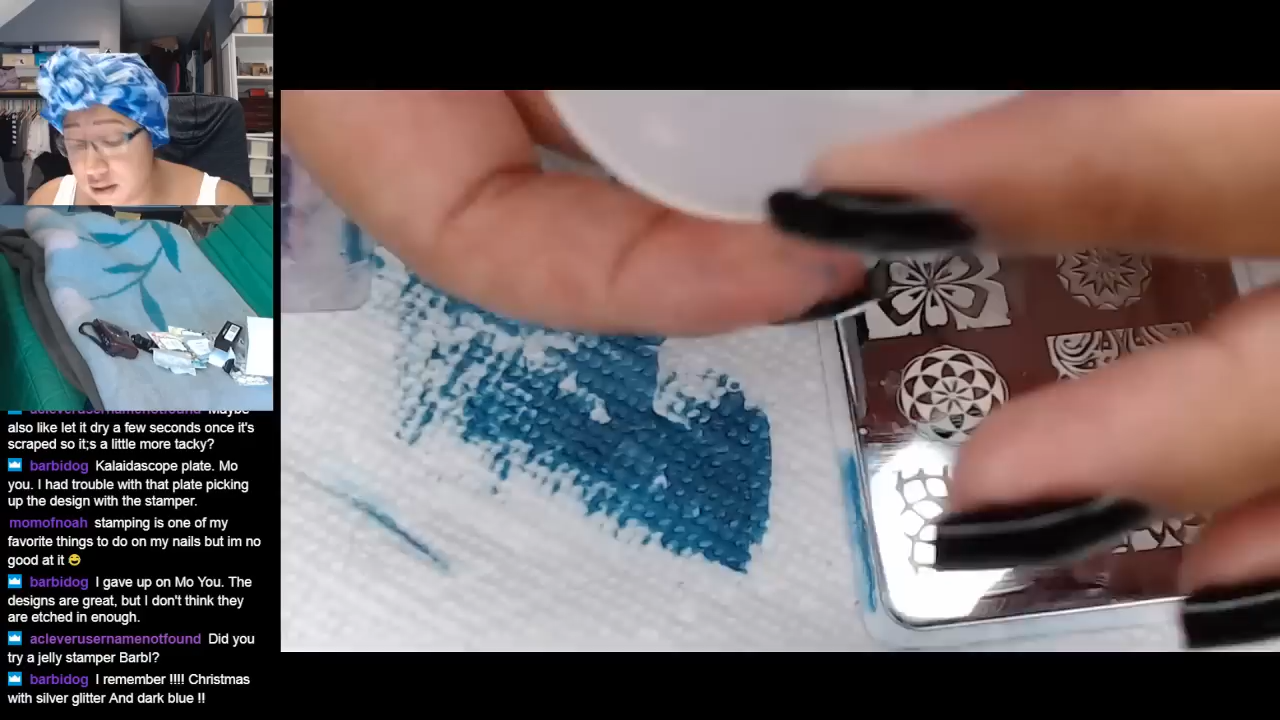 acleverusernamenotfound Maybe
also like let it dry a few seconds once it's
scraped so it;s a little more tacky?
barbidog Kalaidascope plate. Mo
you. I had trouble with that plate picking
up the design with the stamper.
momofnoah stamping is one of my
favorite things to do on my nails but im no
good at it 😅
barbidog I gave up on Mo You. The
designs are great, but I don't think they
are etched in enough.
acleverusernamenotfound Did you
try a jelly stamper BarbI?
barbidog I remember !!!! Christmas
with silver glitter And dark blue !!